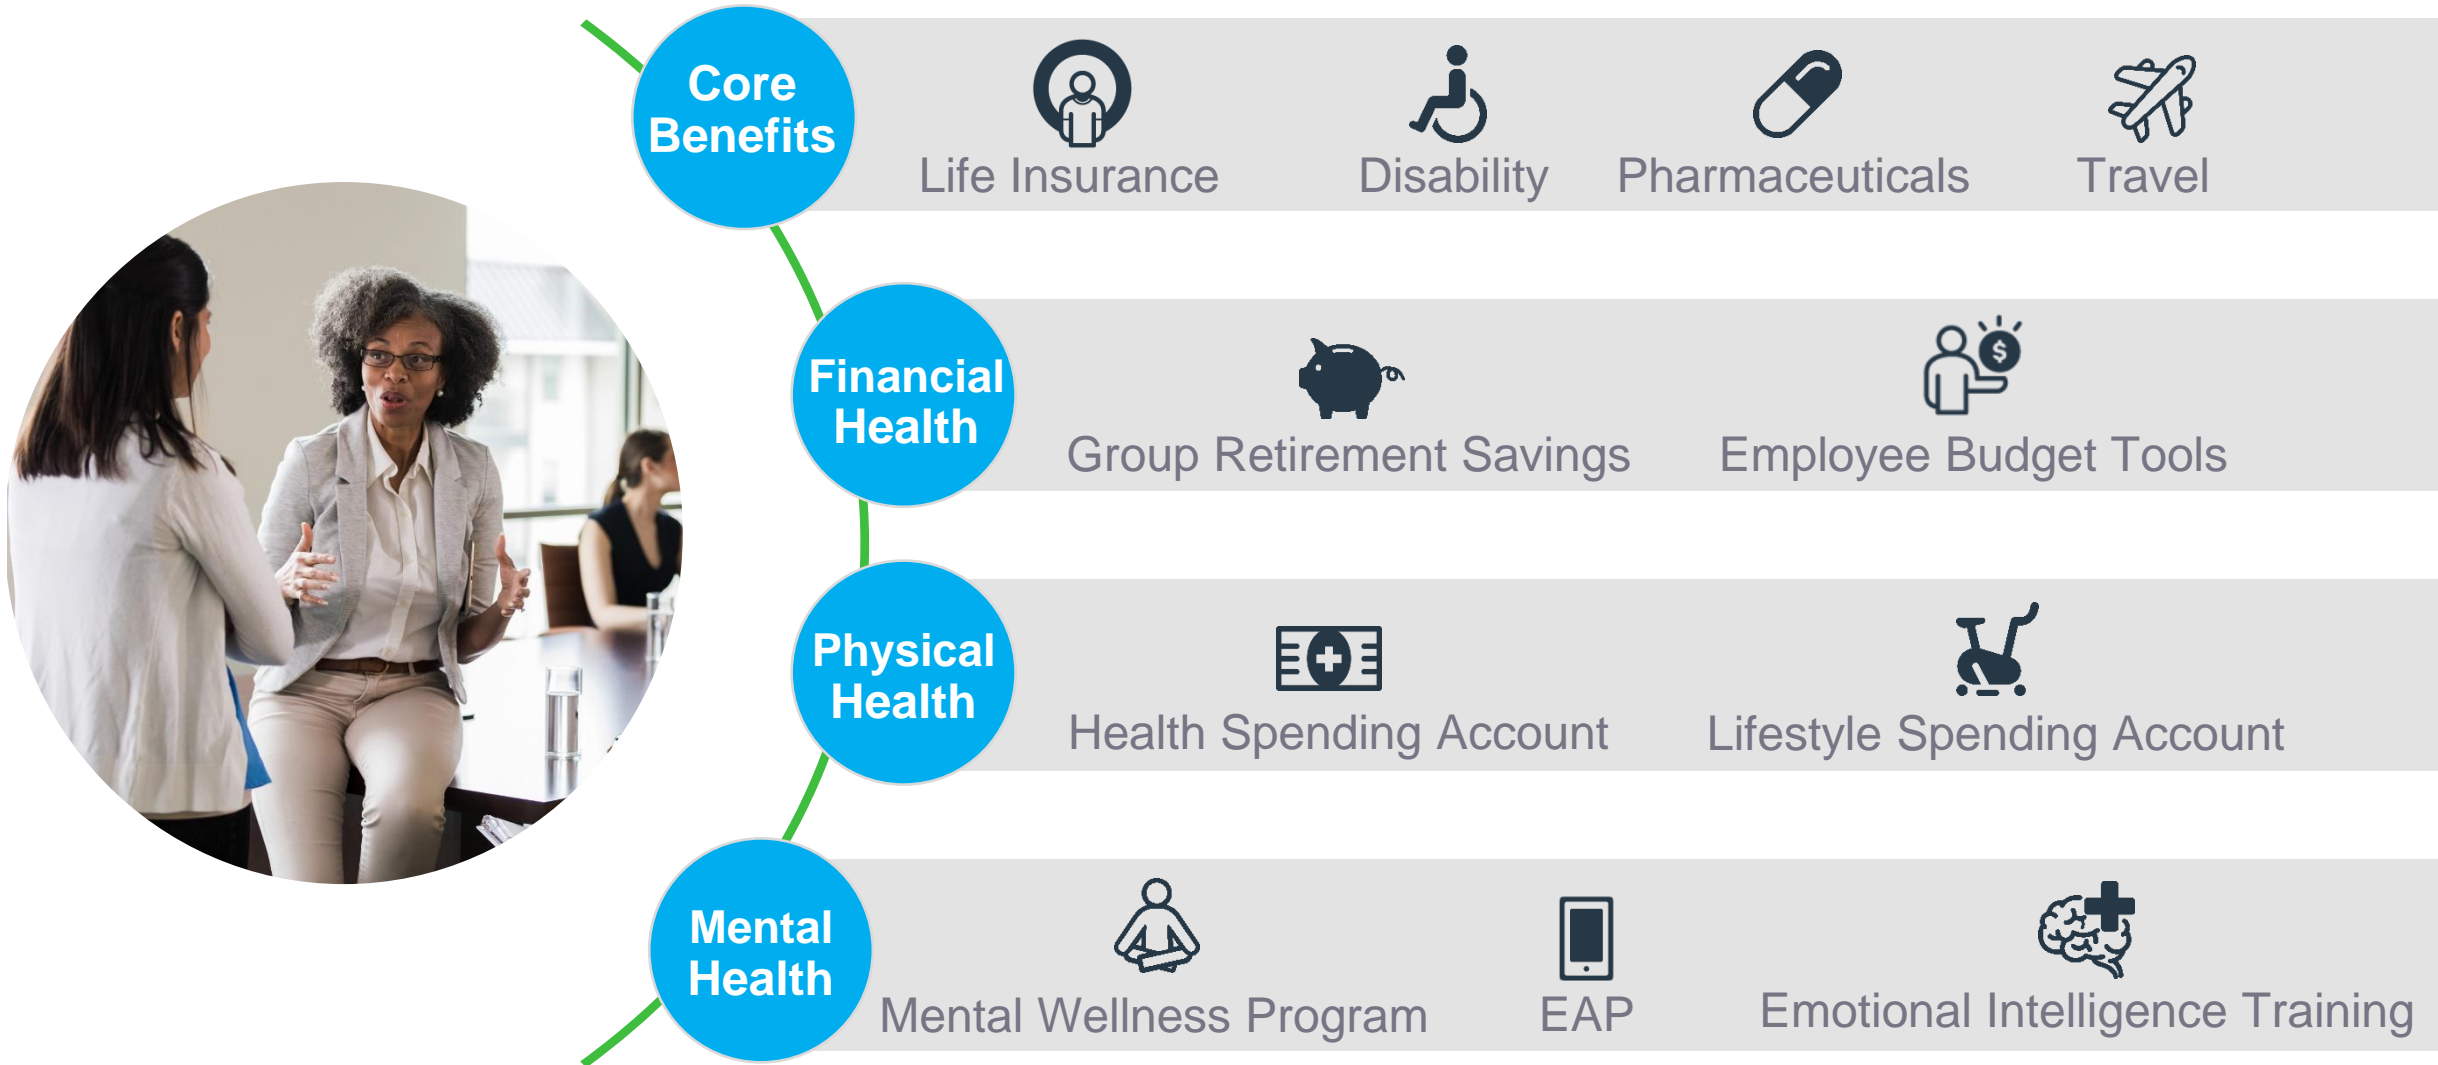 Core
Benefits
Life Insurance
Disability
Pharmaceuticals
Travel
Financial
Health
$
Group Retirement Savings
Employee Budget Tools
Physical
Health
Health Spending Account
Lifestyle Spending Account
Mental
Health
Mental Wellness Program
EAP
Emotional Intelligence Training